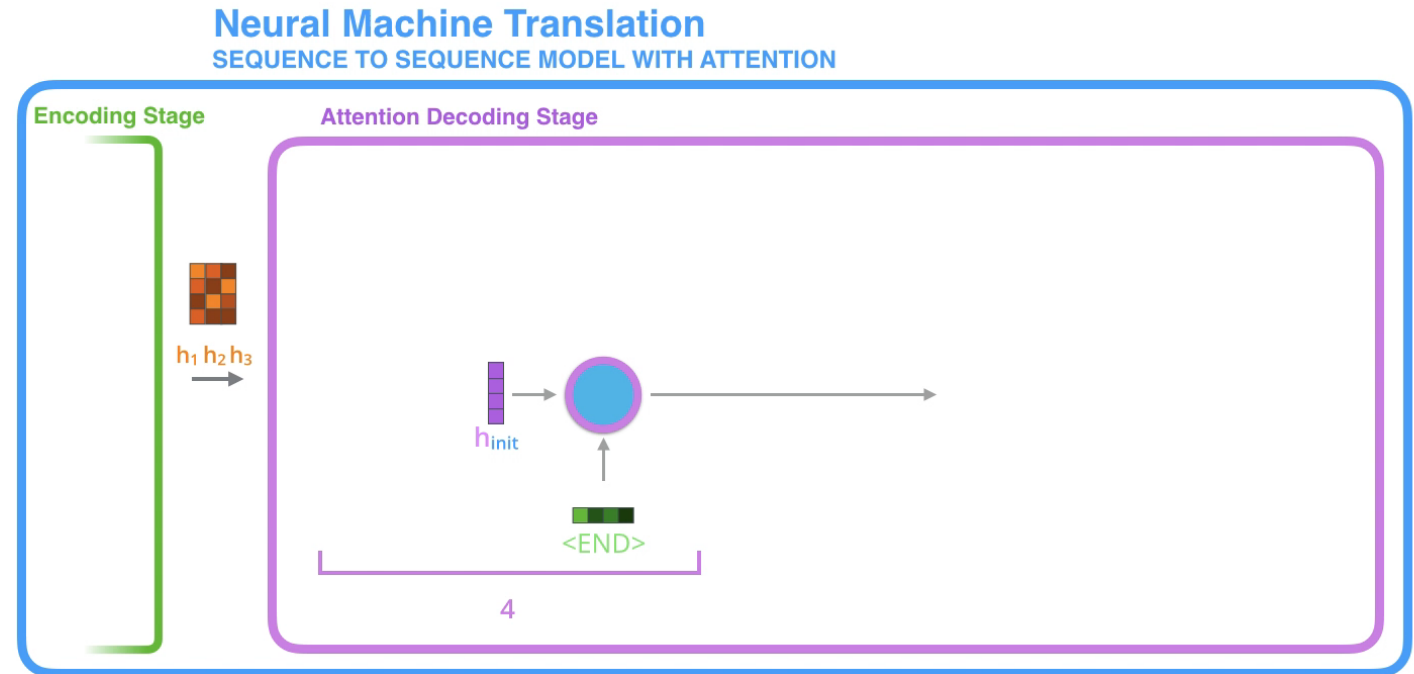 Neural Machine Translation
SEQUENCE TO SEQUENCE MODEL WITH ATTENTION
Encoding Stage
Attention Decoding Stage
h₁ h₂ h₃
hinit
<END>
4